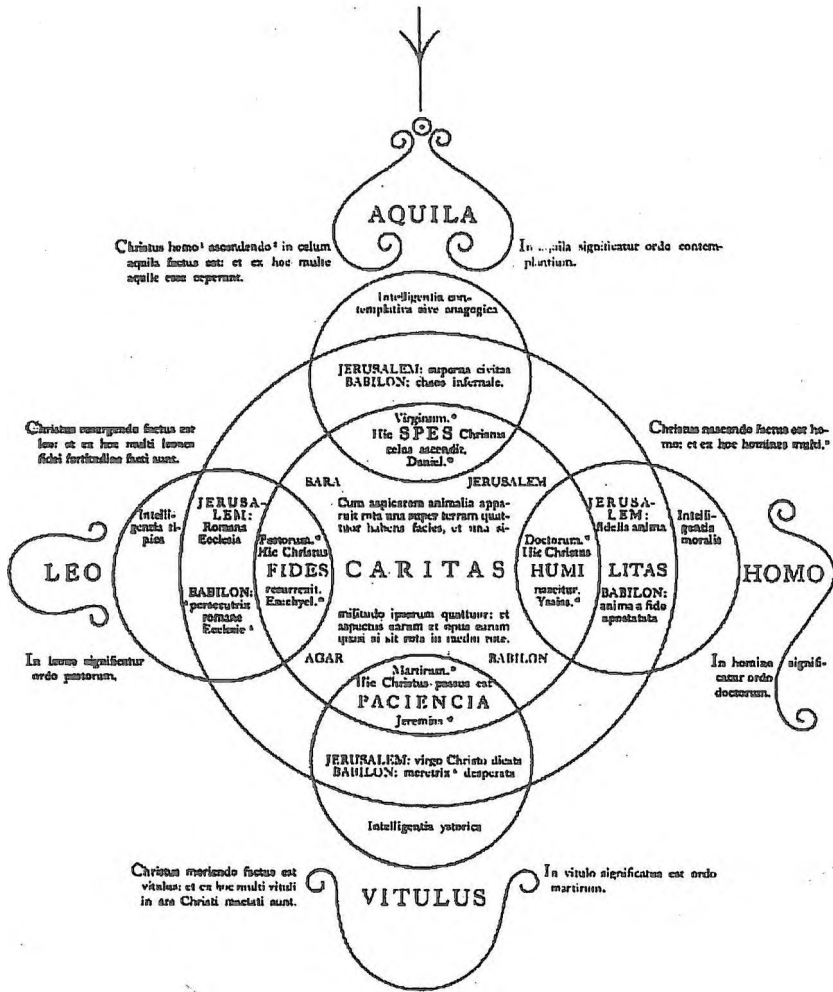 AQUILA
Christus homo ascendendo in celum
aquila factus est: et ex hoc multe
aquile esse ceperunt.
In aquila significatur ordo contem-
plantium.
Intelligentia con-
templativa sive anagogica
JERUSALEM: superna civitas
BABILON: chaos infernale.
Virginum.
Hic SPES Christus
celos ascendit.
Daniel.
Christus resurgendo factus est
leo: et ex hoc multi leones
fidei fortitudine facti sunt.
Christus nascendo factus est ho-
mo: et ex hoc homines multi.
SARA
JERUSALEM
Cum aspicerem animalia appa-
ruit rota una super terram quat-
tuor habens facies, et una si-
LEO
Intelli-
gentia ti-
pica
JERUSA-
LEM:
Romana
Ecclesia
BABILON:
persecutrix
romane
Ecclesie
Pastorum.
Hic Christus
FIDES
resurrexit.
Ezechyel.
CARITAS
Doctorum.
Hic Christus
HUMI
nascitur.
Ysaias.
JERUSA-
LEM:
fidelis anima
LITAS
BABILON:
anima a fide
apostatata
Intelli-
gentia
moralis
HOMO
militudo ipsorum quattuor: et
aspectus earum et opus earum
quasi si sit rota in medio rote.
AGAR
BABILON
In leone significatur
ordo pastorum.
In homine signifi-
catur ordo
doctorum.
Martirum.
Hic Christus passus est
PACIENCIA
Jeremias
JERUSALEM: virgo Christo dicata
BABILON: meretrix desperata
Intelligentia ystorica
Christus moriendo factus est
vitulus: et ex hoc multi vituli
in ara Christi mactati sunt.
In vitulo significatus est ordo
martirum.
VITULUS